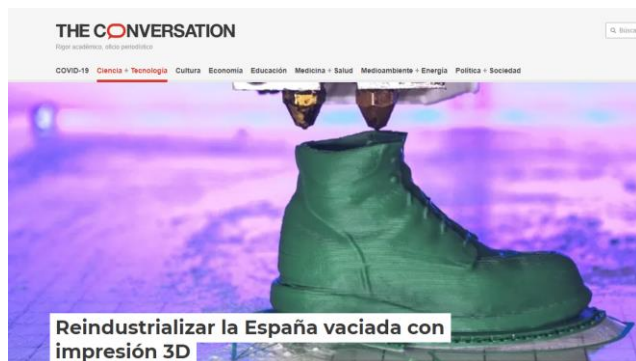 THE CONVERSATION
Rigor académico, oficio periodístico
COVID-19 Ciencia + Tecnología Cultura Economía Educación Medicina + Salud Medioambiente + Energía Política + Sociedad
Reindustrializar la España vaciada con
impresión 3D